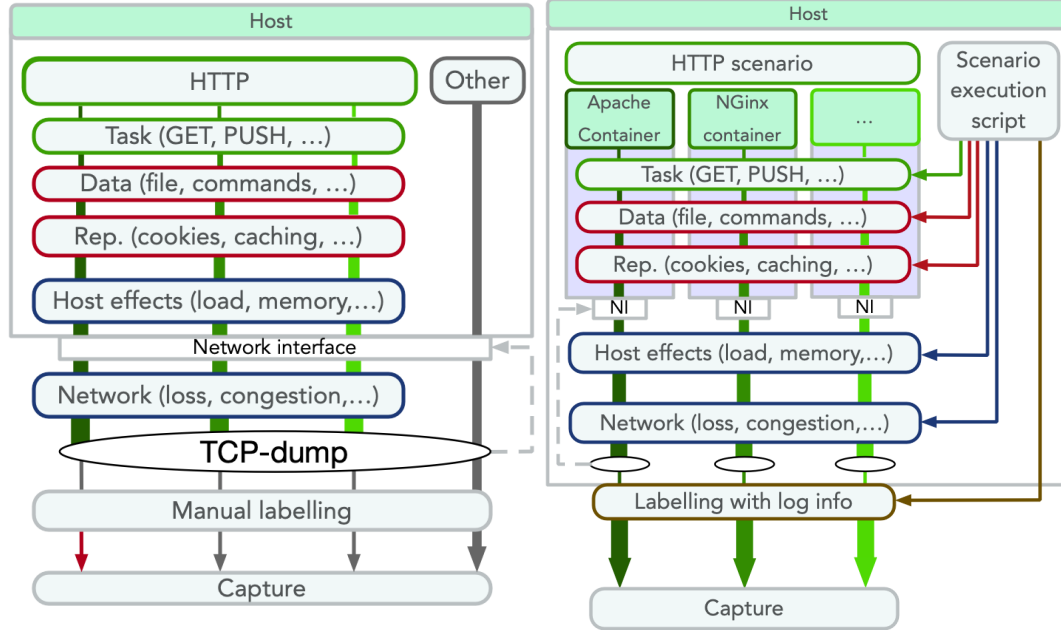 Host
HTTP
Other
Task (GET, PUSH, …)
Data (file, commands, …)
Rep. (cookies, caching, …)
Host effects (load, memory,…)
Network interface
Network (loss, congestion,…)
TCP-dump
Manual labelling
Capture
Host
HTTP scenario
Scenario
execution
script
Apache
Container
NGinx
container
…
Task (GET, PUSH, …)
Data (file, commands, …)
Rep. (cookies, caching, …)
NI
NI
NI
Host effects (load, memory,…)
Network (loss, congestion,…)
Labelling with log info
Capture